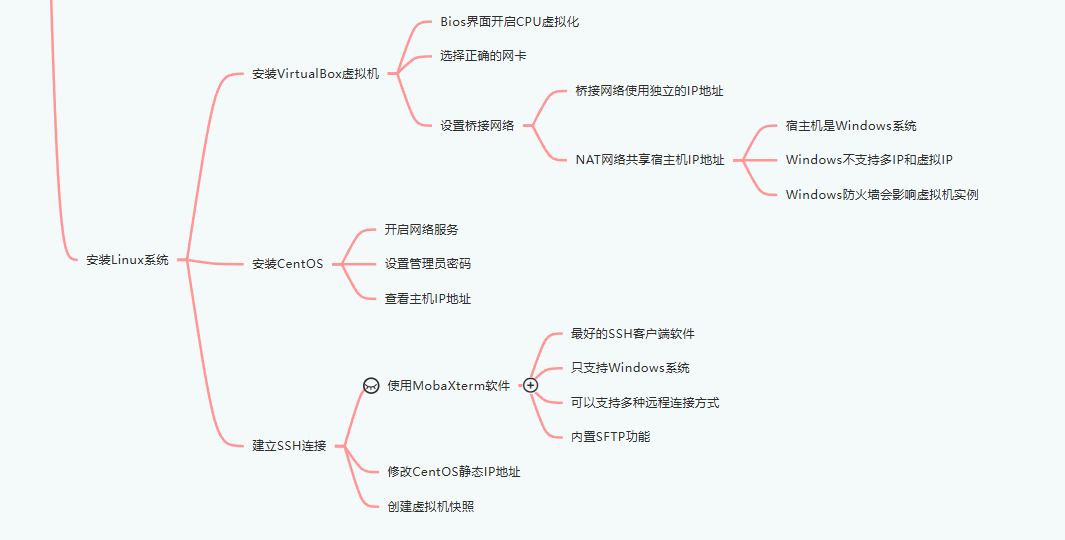 Bios界面开启CPU虚拟化
选择正确的网卡
安装VirtualBox虚拟机
设置桥接网络
桥接网络使用独立的IP地址
NAT网络共享宿主机IP地址
宿主机是Windows系统
Windows不支持多IP和虚拟IP
Windows防火墙会影响虚拟机实例
安装Linux系统
安装CentOS
开启网络服务
设置管理员密码
查看主机IP地址
建立SSH连接
使用MobaXterm软件
最好的SSH客户端软件
只支持Windows系统
可以支持多种远程连接方式
内置SFTP功能
修改CentOS静态IP地址
创建虚拟机快照